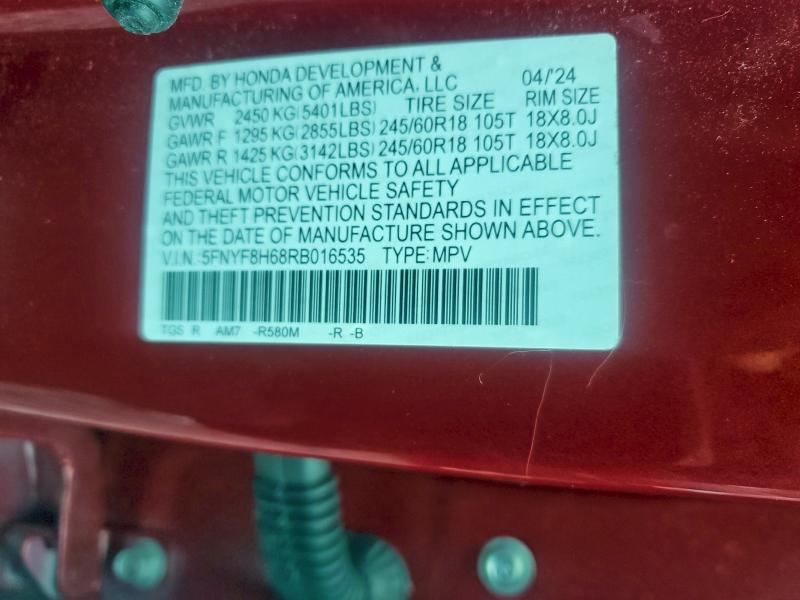 MFD. BY HONDA DEVELOPMENT &
MANUFACTURING OF AMERICA, LLC 04/'24
GVWR 2450 KG(5401LBS) TIRE SIZE RIM SIZE
GAWR F 1295 KG(2855LBS) 245/60R18 105T 18X8.0J
GAWR R 1425 KG(3142LBS) 245/60R18 105T 18X8.0J
THIS VEHICLE CONFORMS TO ALL APPLICABLE
FEDERAL MOTOR VEHICLE SAFETY
AND THEFT PREVENTION STANDARDS IN EFFECT
ON THE DATE OF MANUFACTURE SHOWN ABOVE.
V.I.N.: 5FNYF8H68RB016535 TYPE: MPV
TGS R AM7 -R580M -R -B